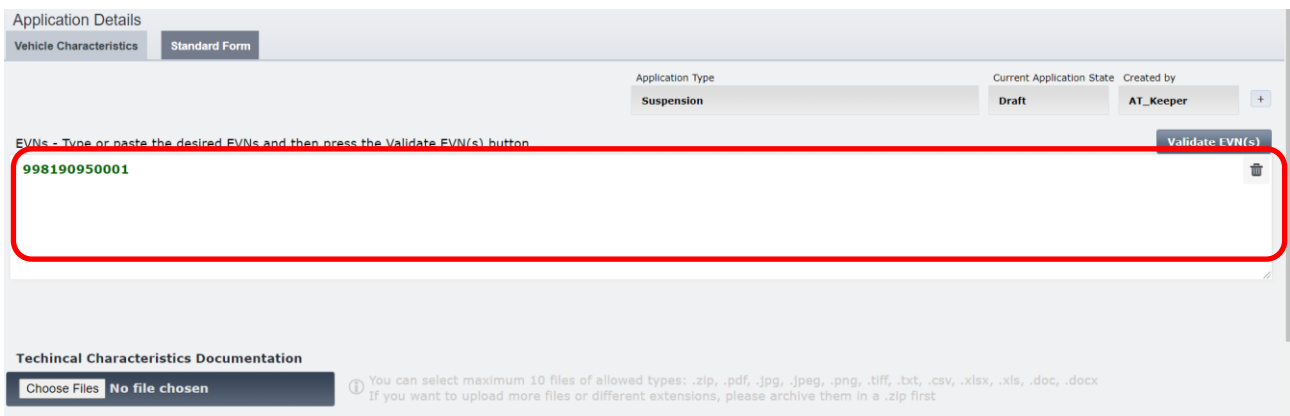 Application Details
Vehicle Characteristics Standard Form
Application Type Current Application State Created by
Suspension Draft AT_Keeper +
EVNs - Type or paste the desired EVNs and then press the Validate EVN(s) button Validate EVN(s)
998190950001
Techincal Characteristics Documentation
Choose Files No file chosen
You can select maximum 10 files of allowed types: .zip, .pdf, .jpg, .jpeg, .png, .tiff, .txt, .csv, .xlsx, .xls, .doc, .docx
If you want to upload more files or different extensions, please archive them in a .zip first